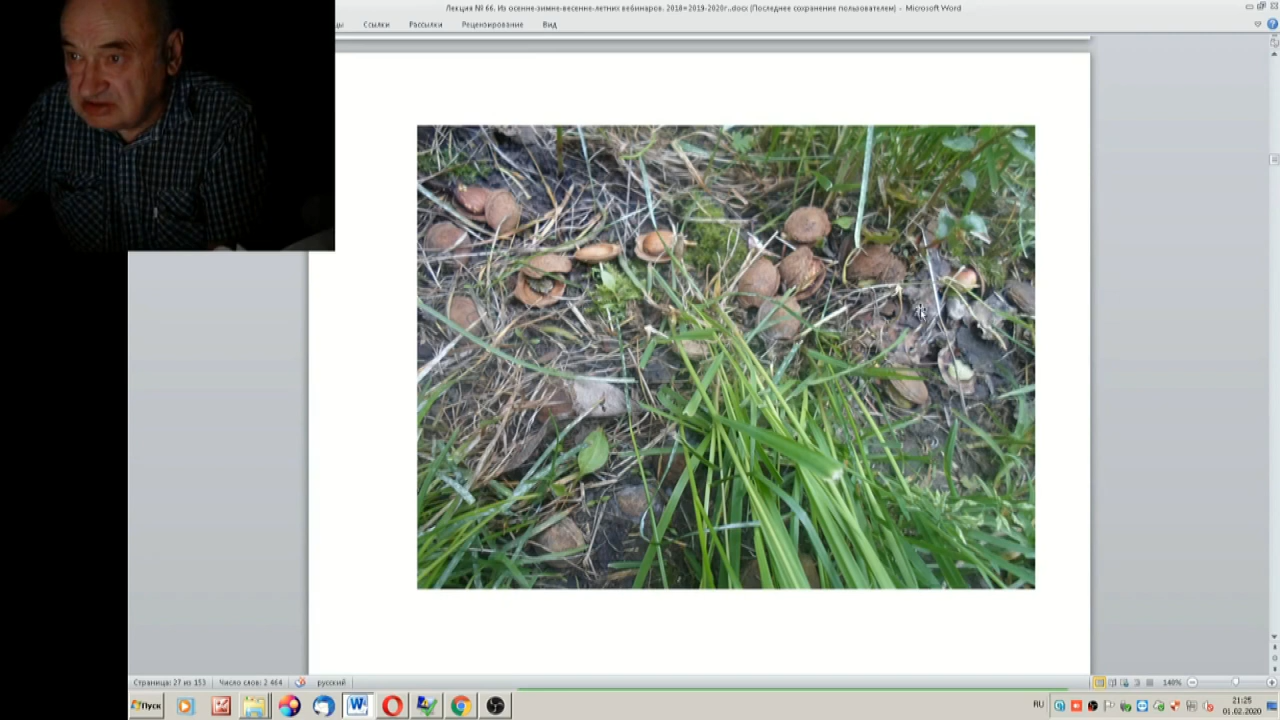 Лекция № 66. Из осенне-зимне-весенне-летних вебинаров. 2018=2019-2020г..docx (Последнее сохранение пользователем) - Microsoft Word
Ссылки Рассылки Рецензирование Вид
Страница: 27 из 153 Число слов: 2 464 русский 140%
Пуск RU 21:25
01.02.2020